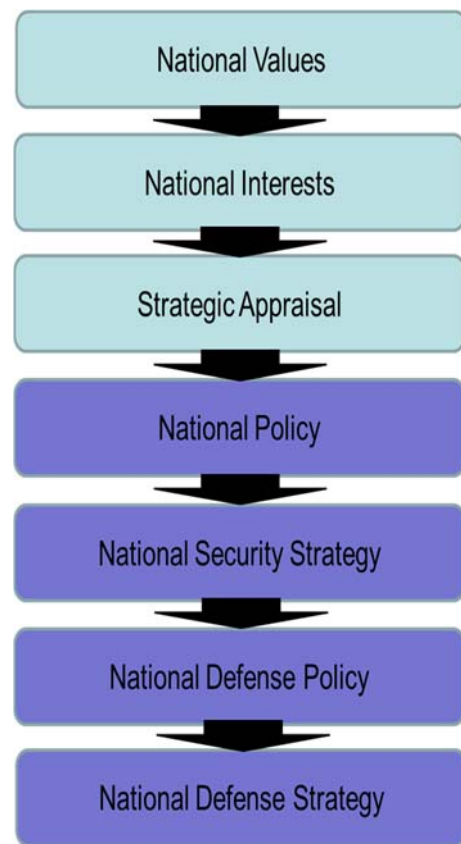 National Values
National Interests
Strategic Appraisal
National Policy
National Security Strategy
National Defense Policy
National Defense Strategy